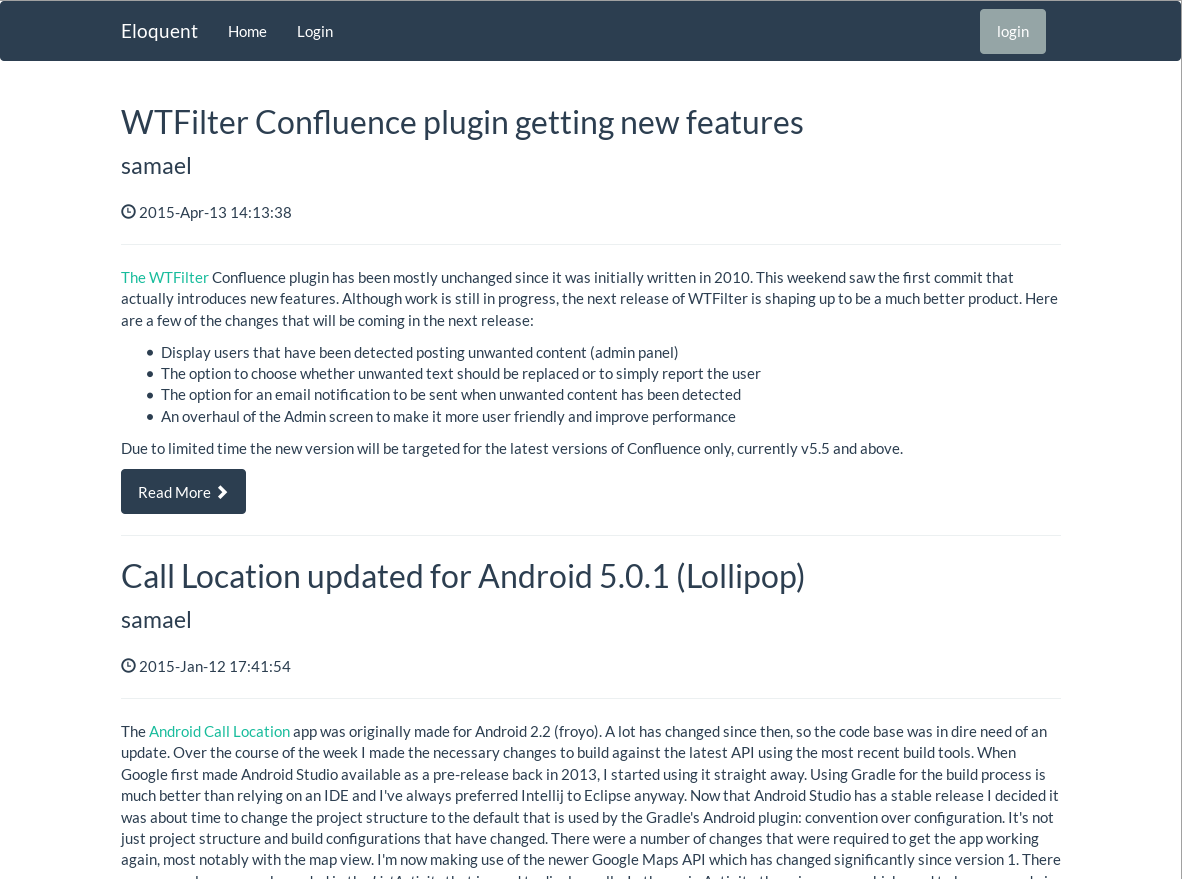 Eloquent Home Login login
WTFilter Confluence plugin getting new features
samael
2015-Apr-13 14:13:38
The WTFilter Confluence plugin has been mostly unchanged since it was initially written in 2010. This weekend saw the first commit that
actually introduces new features. Although work is still in progress, the next release of WTFilter is shaping up to be a much better product. Here
are a few of the changes that will be coming in the next release:
• Display users that have been detected posting unwanted content (admin panel)
• The option to choose whether unwanted text should be replaced or to simply report the user
• The option for an email notification to be sent when unwanted content has been detected
• An overhaul of the Admin screen to make it more user friendly and improve performance
Due to limited time the new version will be targeted for the latest versions of Confluence only, currently v5.5 and above.
Read More
Call Location updated for Android 5.0.1 (Lollipop)
samael
2015-Jan-12 17:41:54
The Android Call Location app was originally made for Android 2.2 (froyo). A lot has changed since then, so the code base was in dire need of an
update. Over the course of the week I made the necessary changes to build against the latest API using the most recent build tools. When
Google first made Android Studio available as a pre-release back in 2013, I started using it straight away. Using Gradle for the build process is
much better than relying on an IDE and I've always preferred Intellij to Eclipse anyway. Now that Android Studio has a stable release I decided it
was about time to change the project structure to the default that is used by the Gradle's Android plugin: convention over configuration. It's not
just project structure and build configurations that have changed. There were a number of changes that were required to get the app working
again, most notably with the map view. I'm now making use of the newer Google Maps API which has changed significantly since version 1. There